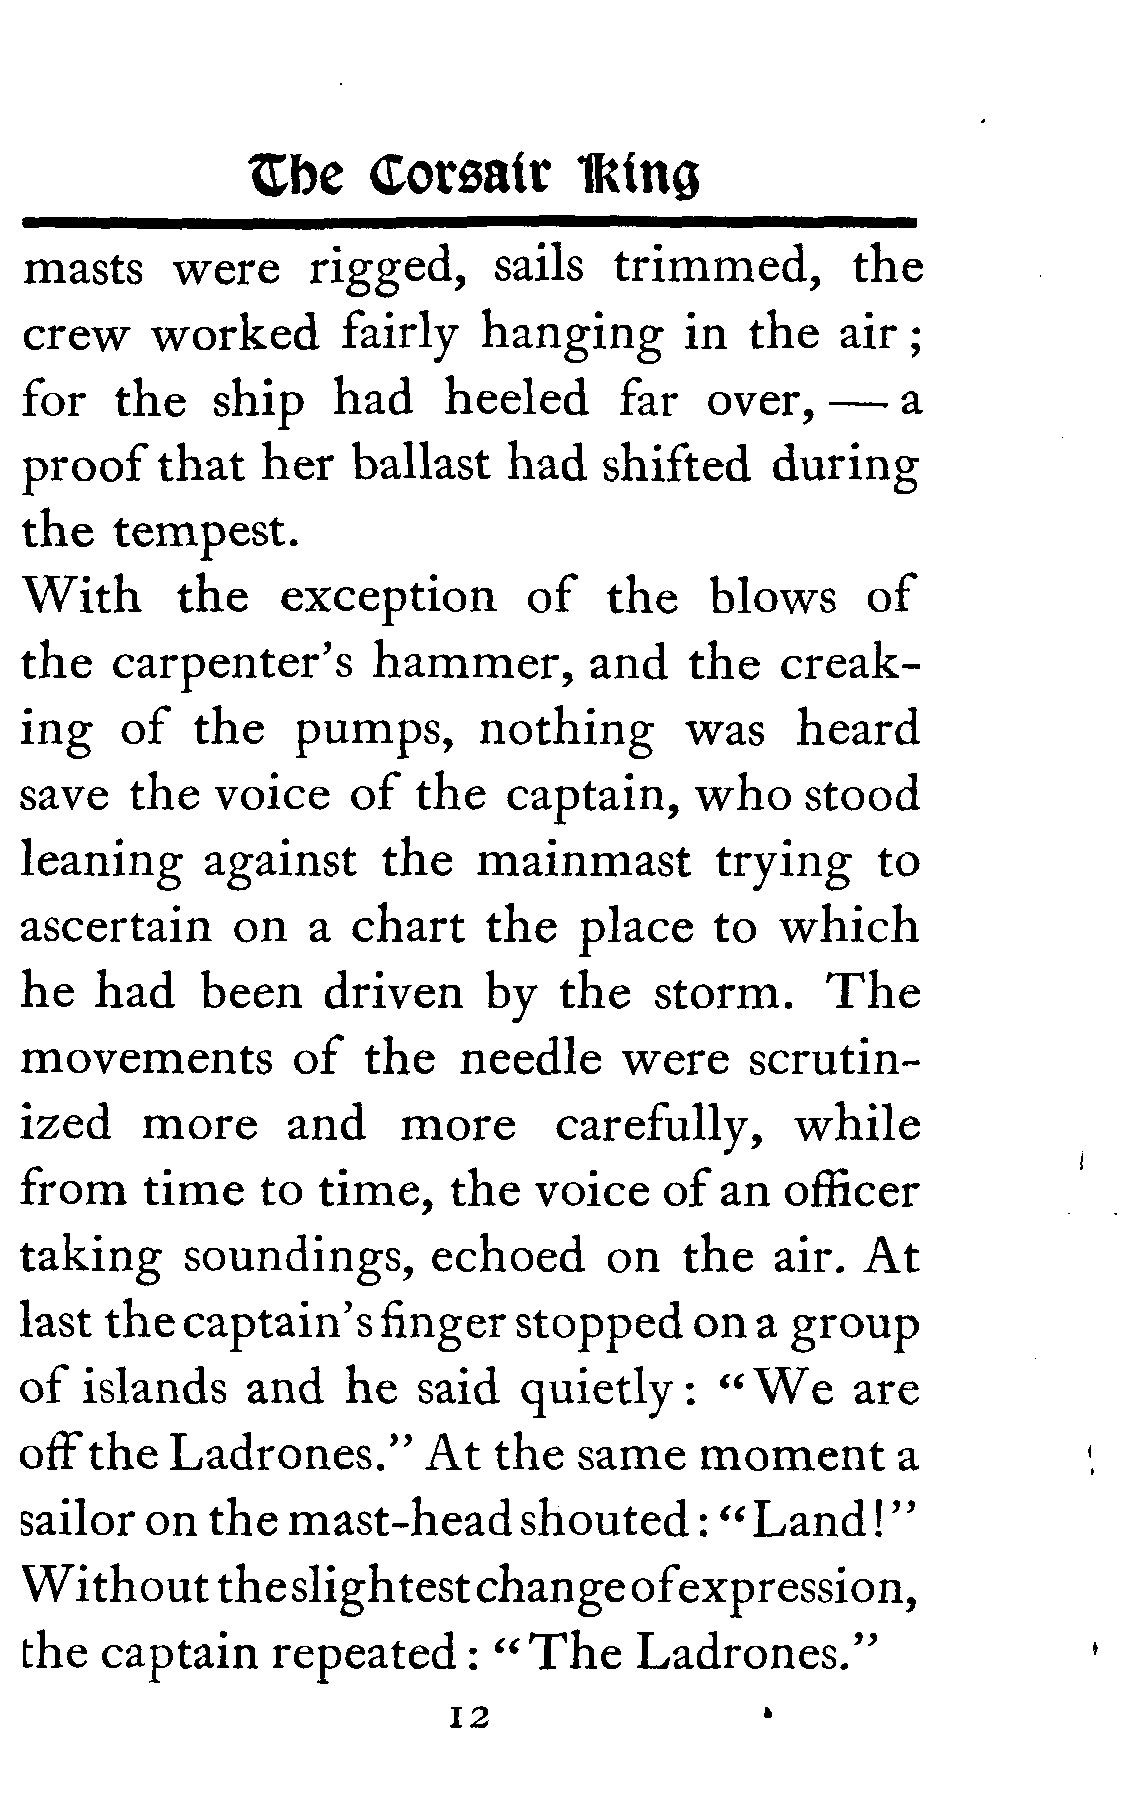 The Corsair King
masts were rigged, sails trimmed, the
crew worked fairly hanging in the air;
for the ship had heeled far over, — a
proof that her ballast had shifted during
the tempest.
With the exception of the blows of
the carpenter's hammer, and the creak-
ing of the pumps, nothing was heard
save the voice of the captain, who stood
leaning against the mainmast trying to
ascertain on a chart the place to which
he had been driven by the storm. The
movements of the needle were scrutin-
ized more and more carefully, while
from time to time, the voice of an officer
taking soundings, echoed on the air. At
last the captain's finger stopped on a group
of islands and he said quietly: “We are
off the Ladrones.” At the same moment a
sailor on the mast-head shouted: “Land!”
Without the slightest change of expression,
the captain repeated: “The Ladrones.”
12